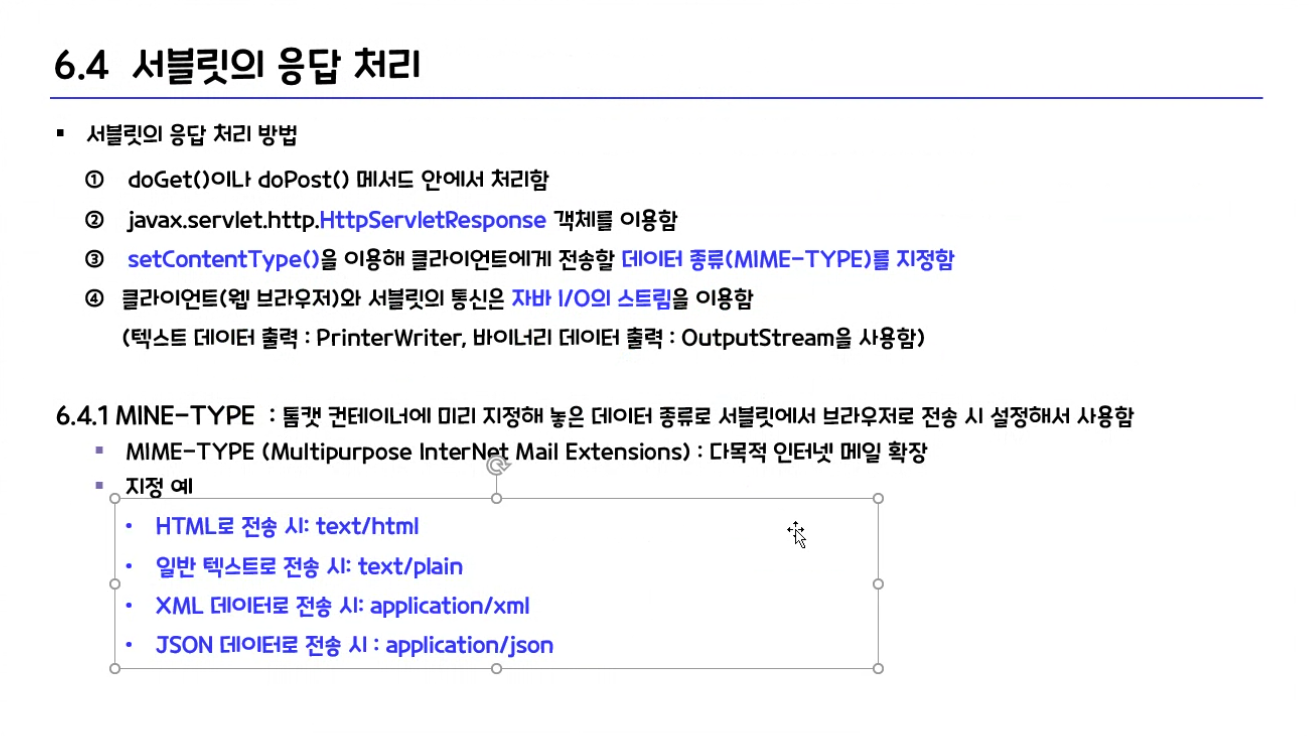 6.4 서블릿의 응답 처리
▪ 서블릿의 응답 처리 방법
① doGet()이나 doPost() 메서드 안에서 처리함
② javax.servlet.http.HttpServletResponse 객체를 이용함
③ setContentType()을 이용해 클라이언트에게 전송할 데이터 종류(MIME-TYPE)를 지정함
④ 클라이언트(웹 브라우저)와 서블릿의 통신은 자바 I/O의 스트림을 이용함
(텍스트 데이터 출력 : PrinterWriter, 바이너리 데이터 출력 : OutputStream을 사용함)
6.4.1 MINE-TYPE : 톰캣 컨테이너에 미리 지정해 놓은 데이터 종류로 서블릿에서 브라우저로 전송 시 설정해서 사용함
▪ MIME-TYPE (Multipurpose InterNet Mail Extensions) : 다목적 인터넷 메일 확장
▪ 지정 예
• HTML로 전송 시: text/html
• 일반 텍스트로 전송 시: text/plain
• XML 데이터로 전송 시: application/xml
• JSON 데이터로 전송 시 : application/json